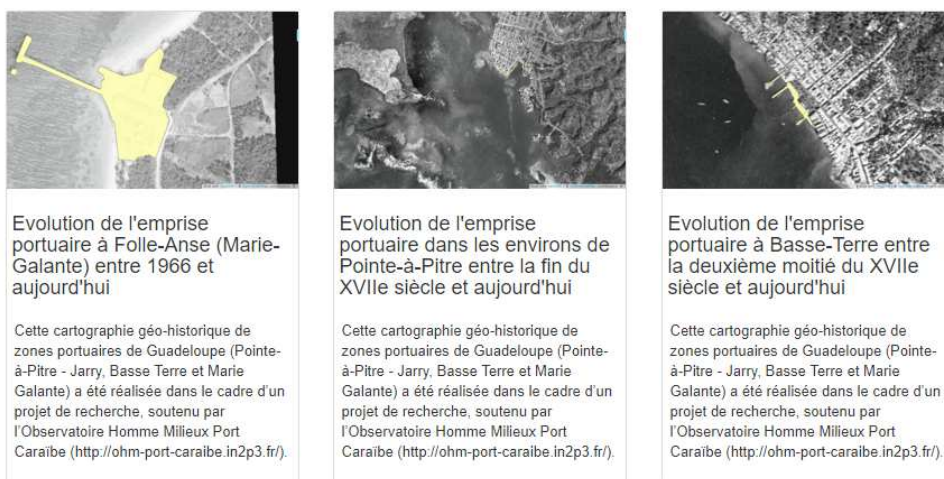 Evolution de l'emprise
portuaire à Folle-Anse (Marie-
Galante) entre 1966 et
aujourd'hui
Cette cartographie géo-historique de
zones portuaires de Guadeloupe (Pointe-
à-Pitre - Jarry, Basse Terre et Marie
Galante) a été réalisée dans le cadre d'un
projet de recherche, soutenu par
l'Observatoire Homme Milieux Port
Caraïbe (http://ohm-port-caraibe.in2p3.fr/).
Evolution de l'emprise
portuaire dans les environs de
Pointe-à-Pitre entre la fin du
XVIIe siècle et aujourd'hui
Cette cartographie géo-historique de
zones portuaires de Guadeloupe (Pointe-
à-Pitre - Jarry, Basse Terre et Marie
Galante) a été réalisée dans le cadre d'un
projet de recherche, soutenu par
l'Observatoire Homme Milieux Port
Caraïbe (http://ohm-port-caraibe.in2p3.fr/).
Evolution de l'emprise
portuaire à Basse-Terre entre
la deuxième moitié du XVIIe
siècle et aujourd'hui
Cette cartographie géo-historique de
zones portuaires de Guadeloupe (Pointe-
à-Pitre - Jarry, Basse Terre et Marie
Galante) a été réalisée dans le cadre d'un
projet de recherche, soutenu par
l'Observatoire Homme Milieux Port
Caraïbe (http://ohm-port-caraibe.in2p3.fr/).